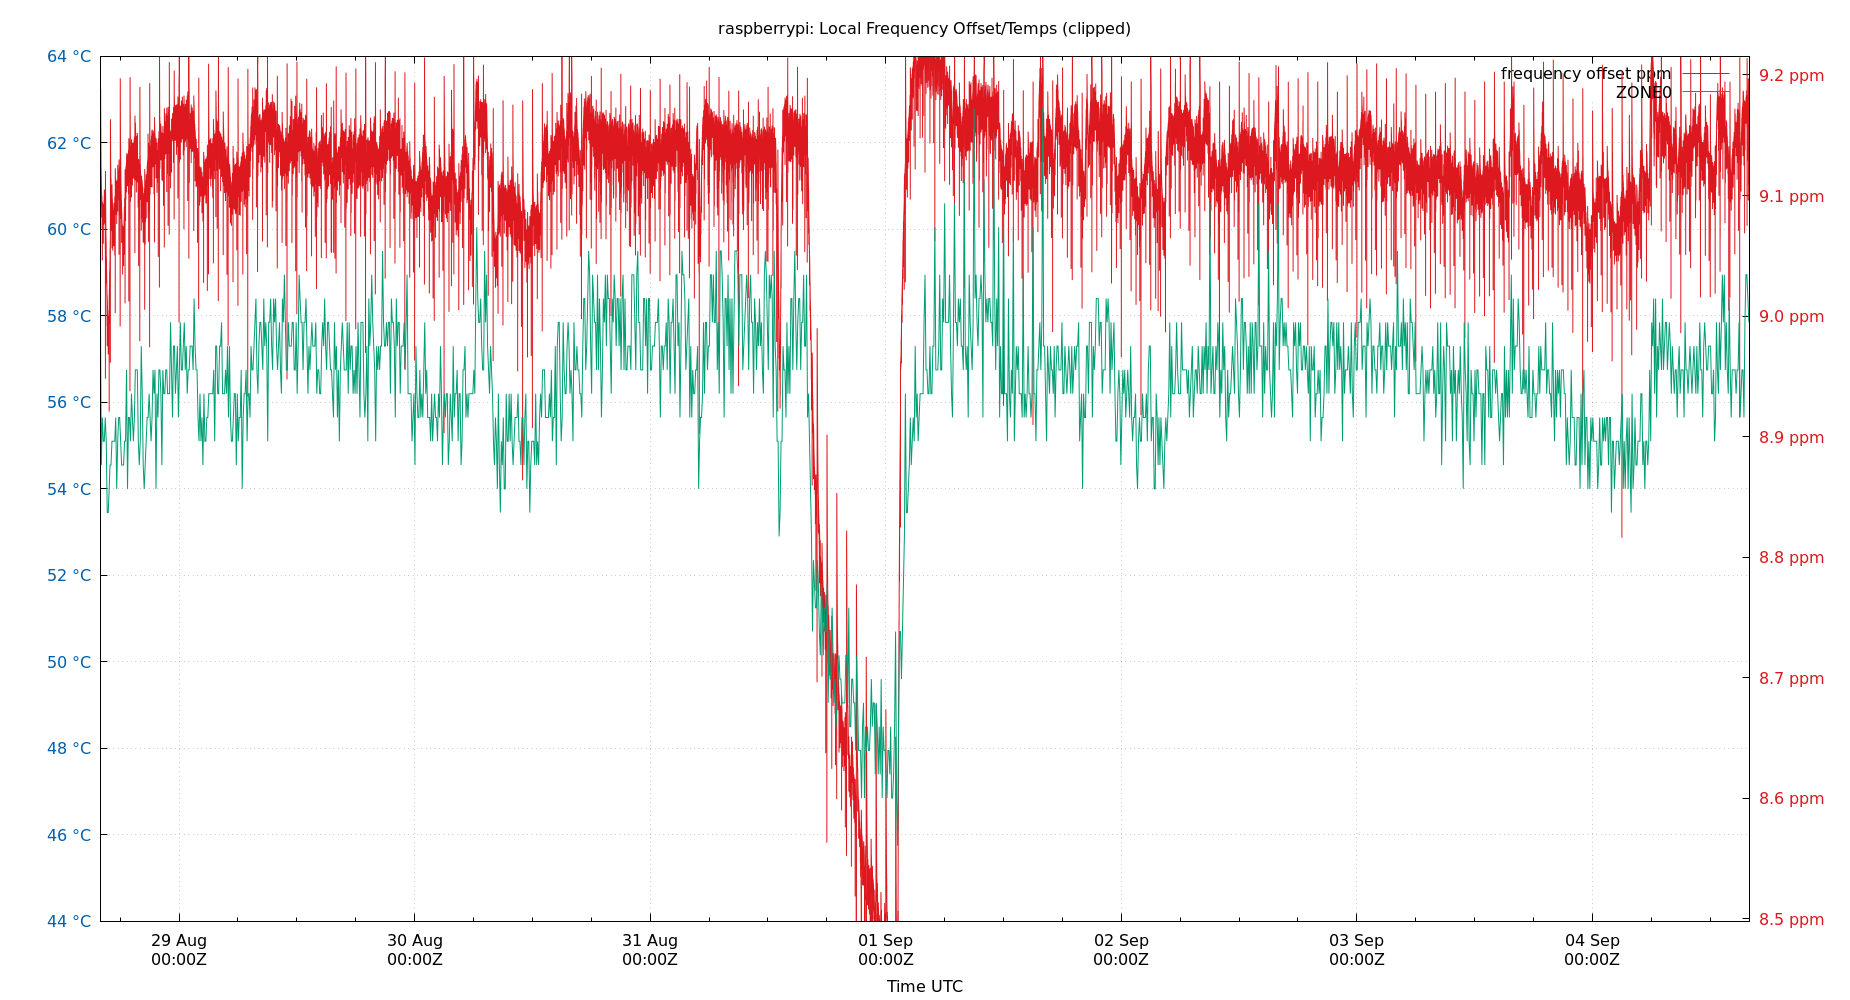 raspberrypi: Local Frequency Offset/Temps (clipped)
64 °C
62 °C
60 °C
58 °C
56 °C
54 °C
52 °C
50 °C
48 °C
46 °C
44 °C
frequency offset ppm
ZONE0
9.2 ppm
9.1 ppm
9.0 ppm
8.9 ppm
8.8 ppm
8.7 ppm
8.6 ppm
8.5 ppm
29 Aug
00:00Z
30 Aug
00:00Z
31 Aug
00:00Z
01 Sep
00:00Z
02 Sep
00:00Z
03 Sep
00:00Z
04 Sep
00:00Z
Time UTC